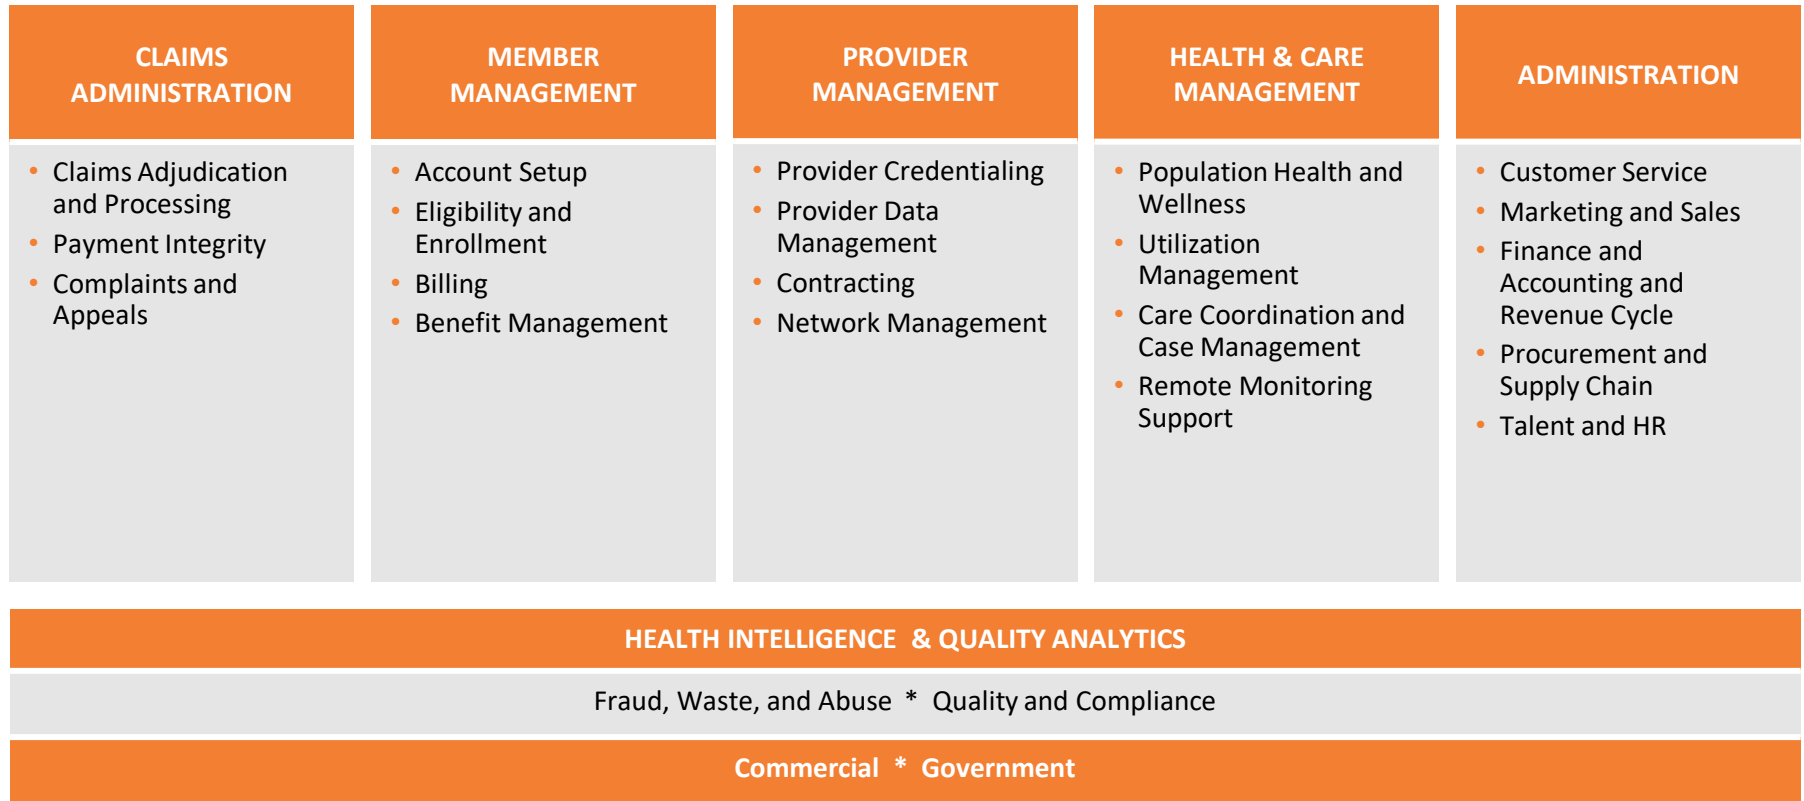 CLAIMS
ADMINISTRATION
• Claims Adjudication
and Processing
• Payment Integrity
• Complaints and
Appeals
MEMBER
MANAGEMENT
• Account Setup
• Eligibility and
Enrollment
• Billing
• Benefit Management
PROVIDER
MANAGEMENT
• Provider Credentialing
• Provider Data
Management
• Contracting
• Network Management
HEALTH & CARE
MANAGEMENT
• Population Health and
Wellness
• Utilization
Management
• Care Coordination and
Case Management
• Remote Monitoring
Support
ADMINISTRATION
• Customer Service
• Marketing and Sales
• Finance and
Accounting and
Revenue Cycle
• Procurement and
Supply Chain
• Talent and HR
HEALTH INTELLIGENCE & QUALITY ANALYTICS
Fraud, Waste, and Abuse * Quality and Compliance
Commercial * Government